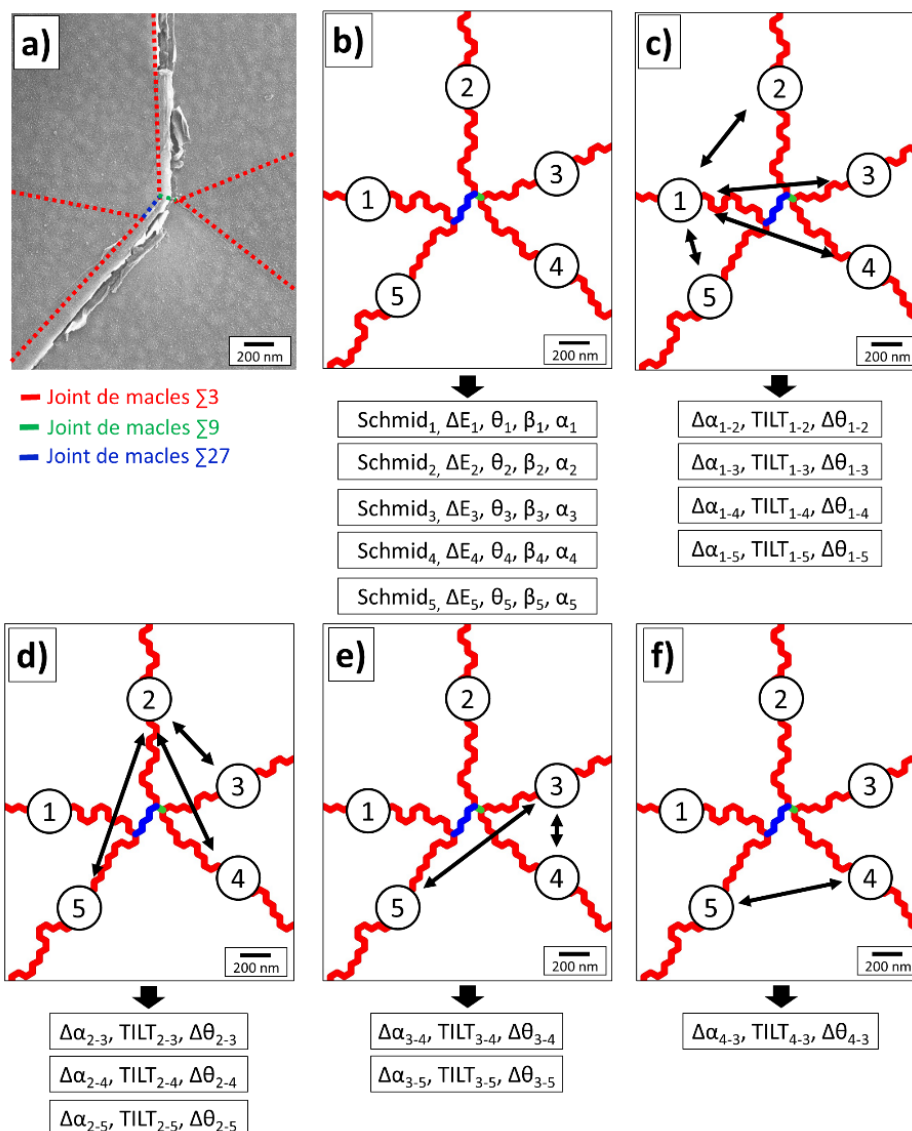 a)
200 nm
Joint de macles ∑3
Joint de macles ∑9
Joint de macles ∑27
b)
2
3
1
4
5
200 nm
Schmid₁, ΔE₁, θ₁, β₁, α₁
Schmid₂, ΔE₂, θ₂, β₂, α₂
Schmid₃, ΔE₃, θ₃, β₃, α₃
Schmid₄, ΔE₄, θ₄, β₄, α₄
Schmid₅, ΔE₅, θ₅, β₅, α₅
c)
2
3
1
4
5
200 nm
Δα₁₋₂, TILT₁₋₂, Δθ₁₋₂
Δα₁₋₃, TILT₁₋₃, Δθ₁₋₃
Δα₁₋₄, TILT₁₋₄, Δθ₁₋₄
Δα₁₋₅, TILT₁₋₅, Δθ₁₋₅
d)
2
3
1
4
5
200 nm
Δα₂₋₃, TILT₂₋₃, Δθ₂₋₃
Δα₂₋₄, TILT₂₋₄, Δθ₂₋₄
Δα₂₋₅, TILT₂₋₅, Δθ₂₋₅
e)
2
3
1
4
5
200 nm
Δα₃₋₄, TILT₃₋₄, Δθ₃₋₄
Δα₃₋₅, TILT₃₋₅, Δθ₃₋₅
f)
2
3
1
4
5
200 nm
Δα₄₋₃, TILT₄₋₃, Δθ₄₋₃